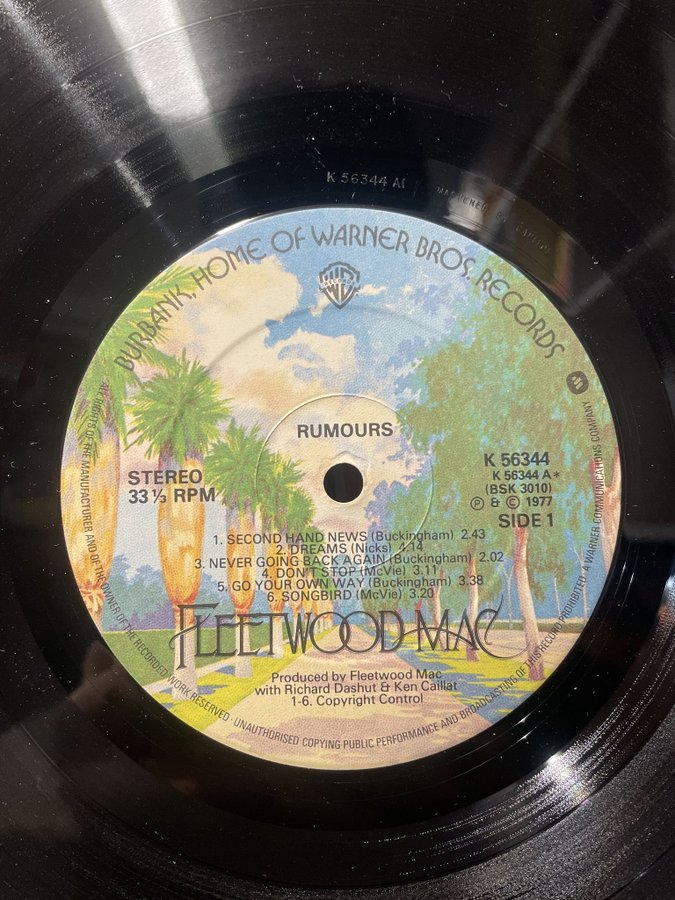 K 56344 A1
BURBANK, HOME OF WARNER BROS. RECORDS
RUMOURS
STEREO
33 ⅓ RPM
K 56344
K 56344 A*
(BSK 3010)
Ⓟ & © 1977
SIDE 1
1. SECOND HAND NEWS (Buckingham) 2.43
2. DREAMS (Nicks) 4.14
3. NEVER GOING BACK AGAIN (Buckingham) 2.02
4. DON'T STOP (McVie) 3.11
5. GO YOUR OWN WAY (Buckingham) 3.38
6. SONGBIRD (McVie) 3.20
FLEETWOOD MAC
Produced by Fleetwood Mac
with Richard Dashut & Ken Caillat
1-6. Copyright Control
ALL RIGHTS OF THE MANUFACTURER AND OF THE OWNER OF THE RECORDED WORK RESERVED · UNAUTHORISED COPYING PUBLIC PERFORMANCE AND BROADCASTING OF THIS RECORD PROHIBITED · A WARNER COMMUNICATIONS COMPANY